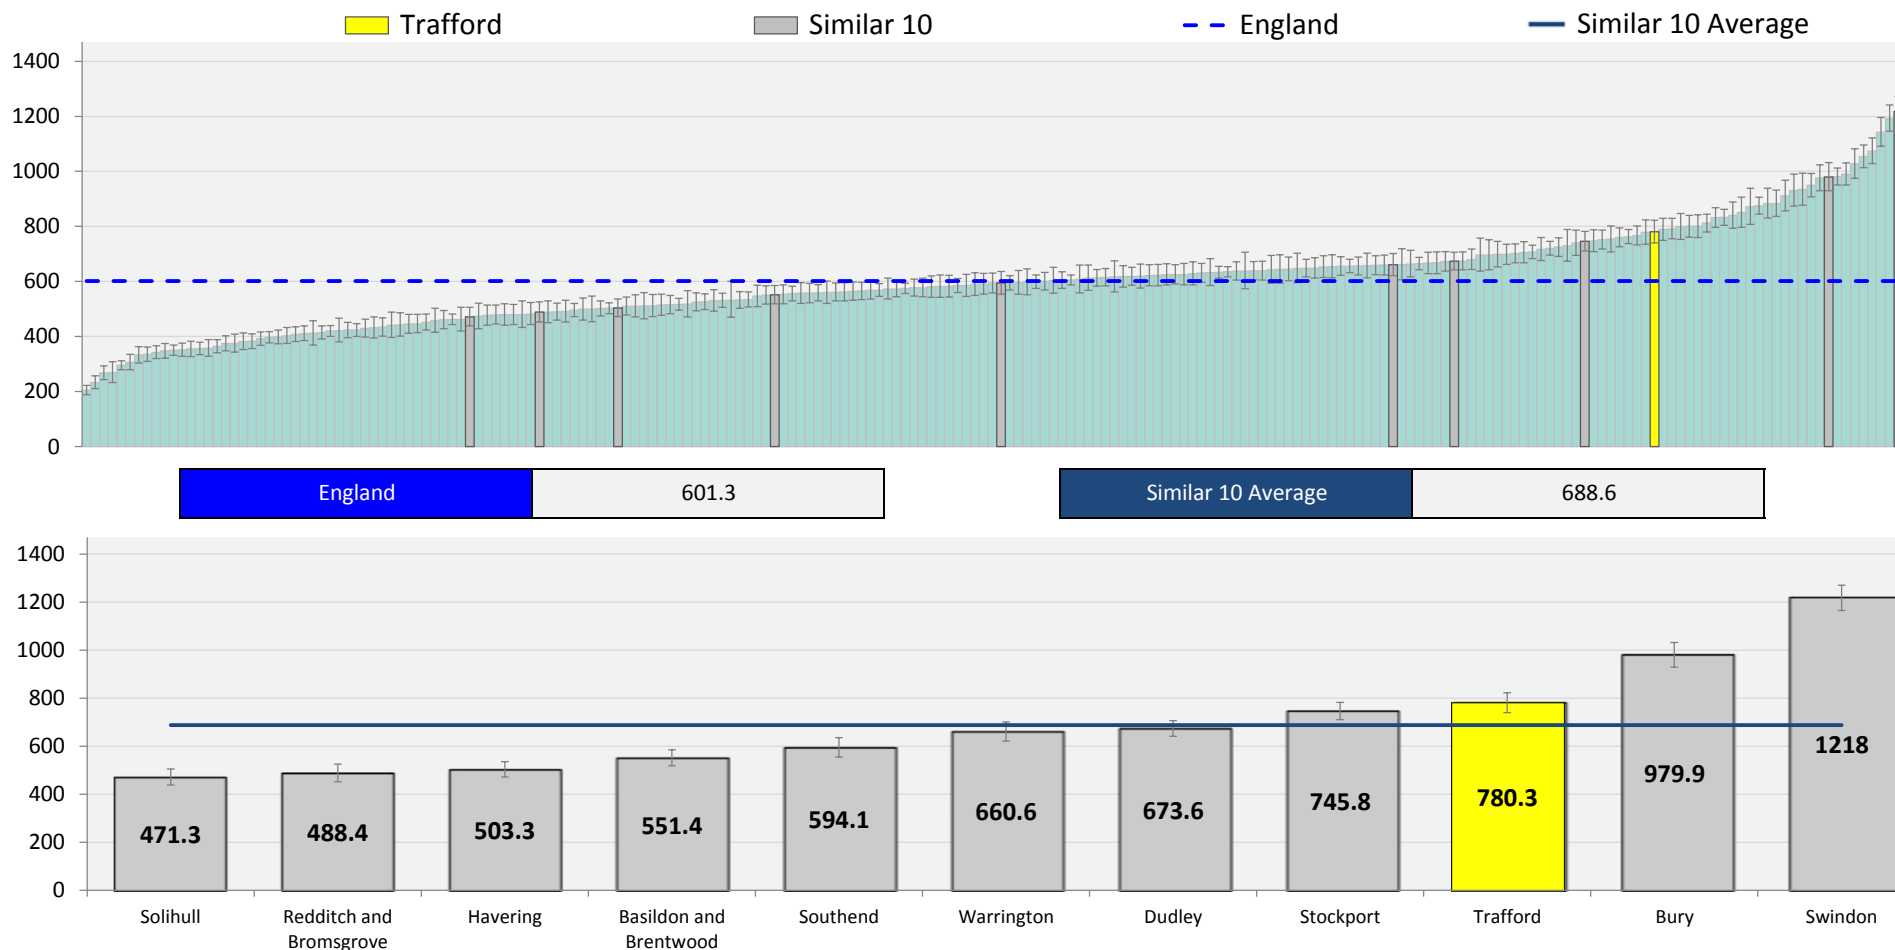 Trafford
Similar 10
England
Similar 10 Average
1400
1200
1000
800
600
400
200
0
England
601.3
Similar 10 Average
688.6
1400
1200
1000
800
600
400
200
0
471.3
488.4
503.3
551.4
594.1
660.6
673.6
745.8
780.3
979.9
1218
Solihull
Redditch and
Bromsgrove
Havering
Basildon and
Brentwood
Southend
Warrington
Dudley
Stockport
Trafford
Bury
Swindon